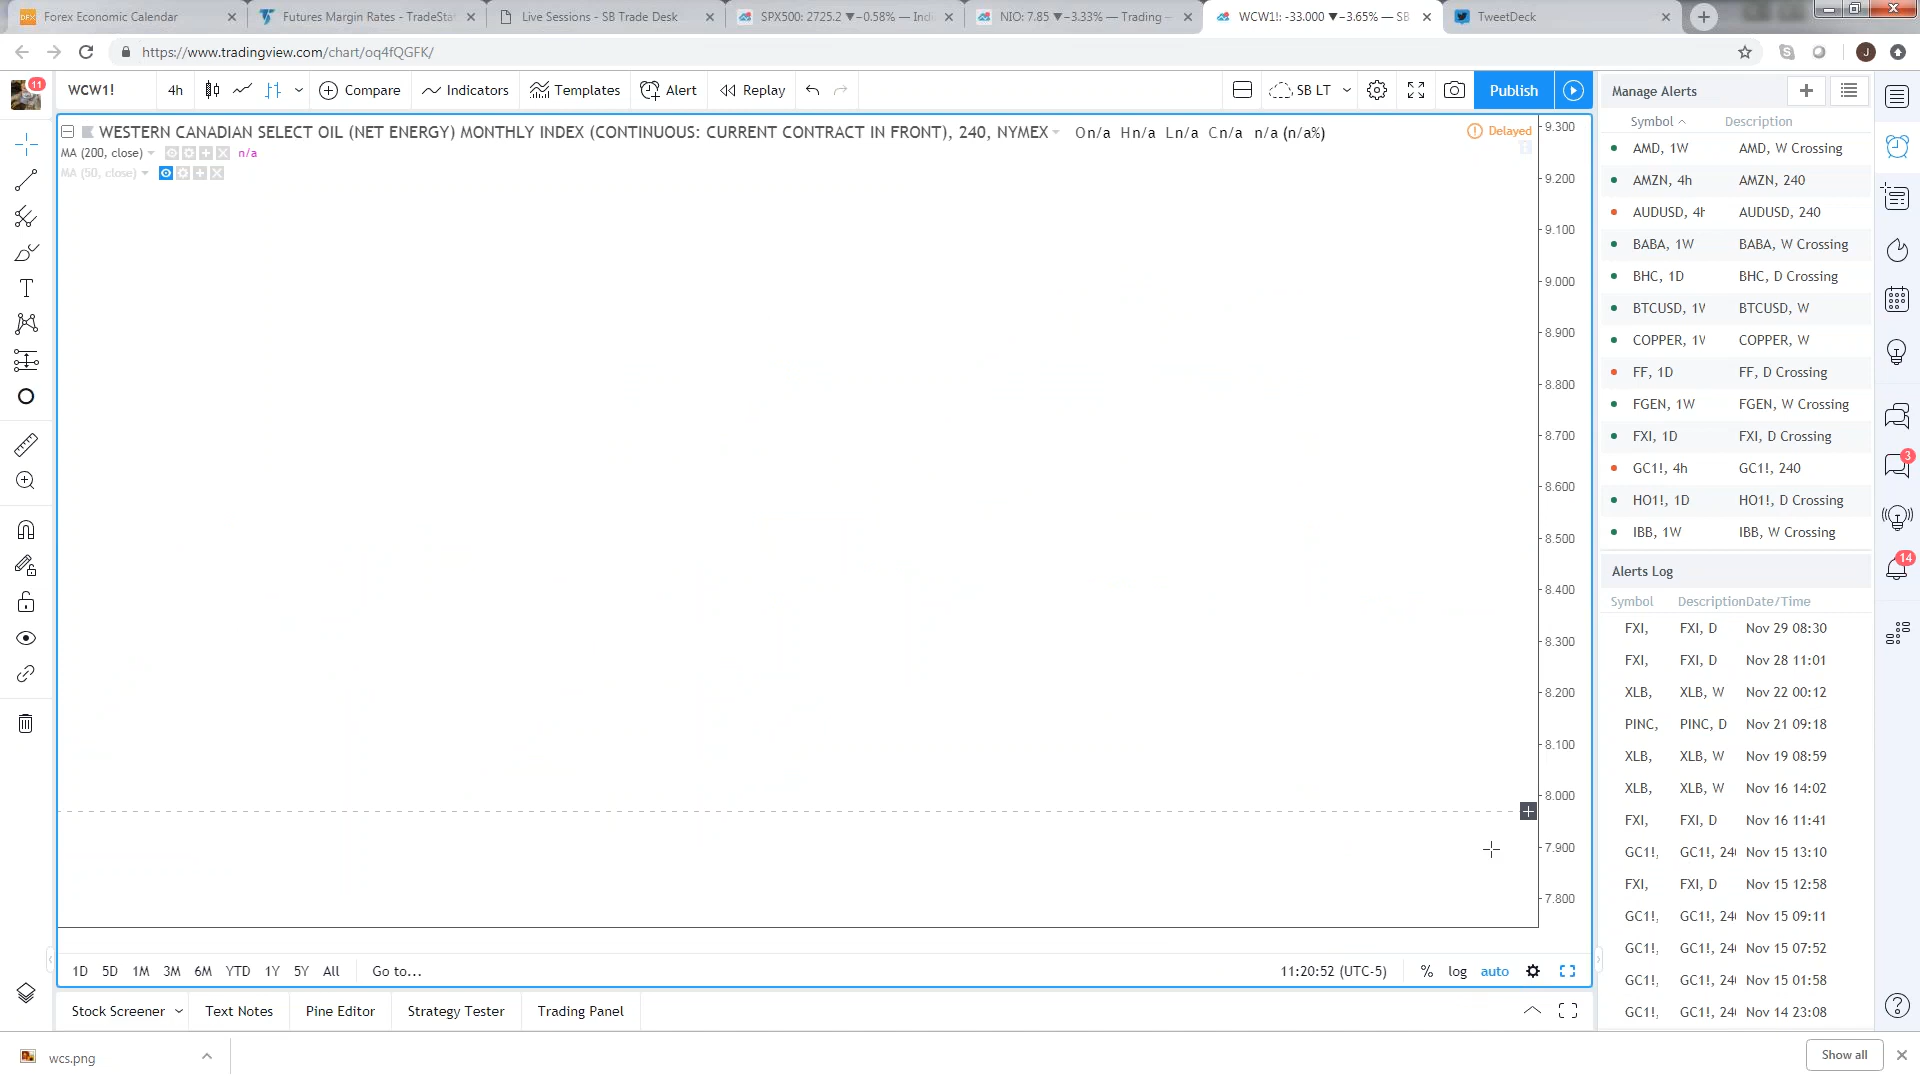 Forex Economic Calendar
Futures Margin Rates - TradeStat
Live Sessions - SB Trade Desk
SPX500: 2725.2 ▼−0.58% — Indi
NIO: 7.85 ▼−3.33% — Trading —
WCW1!: -33.000 ▼−3.65% — SB
TweetDeck
https://www.tradingview.com/chart/oq4fQGFK/
J
11
WCW1!
4h
Compare
Indicators
Templates
Alert
Replay
SB LT
Publish
WESTERN CANADIAN SELECT OIL (NET ENERGY) MONTHLY INDEX (CONTINUOUS: CURRENT CONTRACT IN FRONT), 240, NYMEX On/a Hn/a Ln/a Cn/a n/a (n/a%)
Delayed
MA (200, close) n/a
MA (50, close)
9.300
9.200
9.100
9.000
8.900
8.800
8.700
8.600
8.500
8.400
8.300
8.200
8.100
8.000
7.900
7.800
1D 5D 1M 3M 6M YTD 1Y 5Y All Go to...
11:20:52 (UTC-5) % log auto
Stock Screener
Text Notes
Pine Editor
Strategy Tester
Trading Panel
Manage Alerts
Symbol Description
AMD, 1W AMD, W Crossing
AMZN, 4h AMZN, 240
AUDUSD, 4h AUDUSD, 240
BABA, 1W BABA, W Crossing
BHC, 1D BHC, D Crossing
BTCUSD, 1W BTCUSD, W
COPPER, 1W COPPER, W
FF, 1D FF, D Crossing
FGEN, 1W FGEN, W Crossing
FXI, 1D FXI, D Crossing
GC1!, 4h GC1!, 240
HO1!, 1D HO1!, D Crossing
IBB, 1W IBB, W Crossing
Alerts Log
Symbol Description Date/Time
FXI, FXI, D Nov 29 08:30
FXI, FXI, D Nov 28 11:01
XLB, XLB, W Nov 22 00:12
PINC, PINC, D Nov 21 09:18
XLB, XLB, W Nov 19 08:59
XLB, XLB, W Nov 16 14:02
FXI, FXI, D Nov 16 11:41
GC1!, GC1!, 240 Nov 15 13:10
FXI, FXI, D Nov 15 12:58
GC1!, GC1!, 240 Nov 15 09:11
GC1!, GC1!, 240 Nov 15 07:52
GC1!, GC1!, 240 Nov 15 01:58
GC1!, GC1!, 240 Nov 14 23:08
3
14
wcs.png
Show all